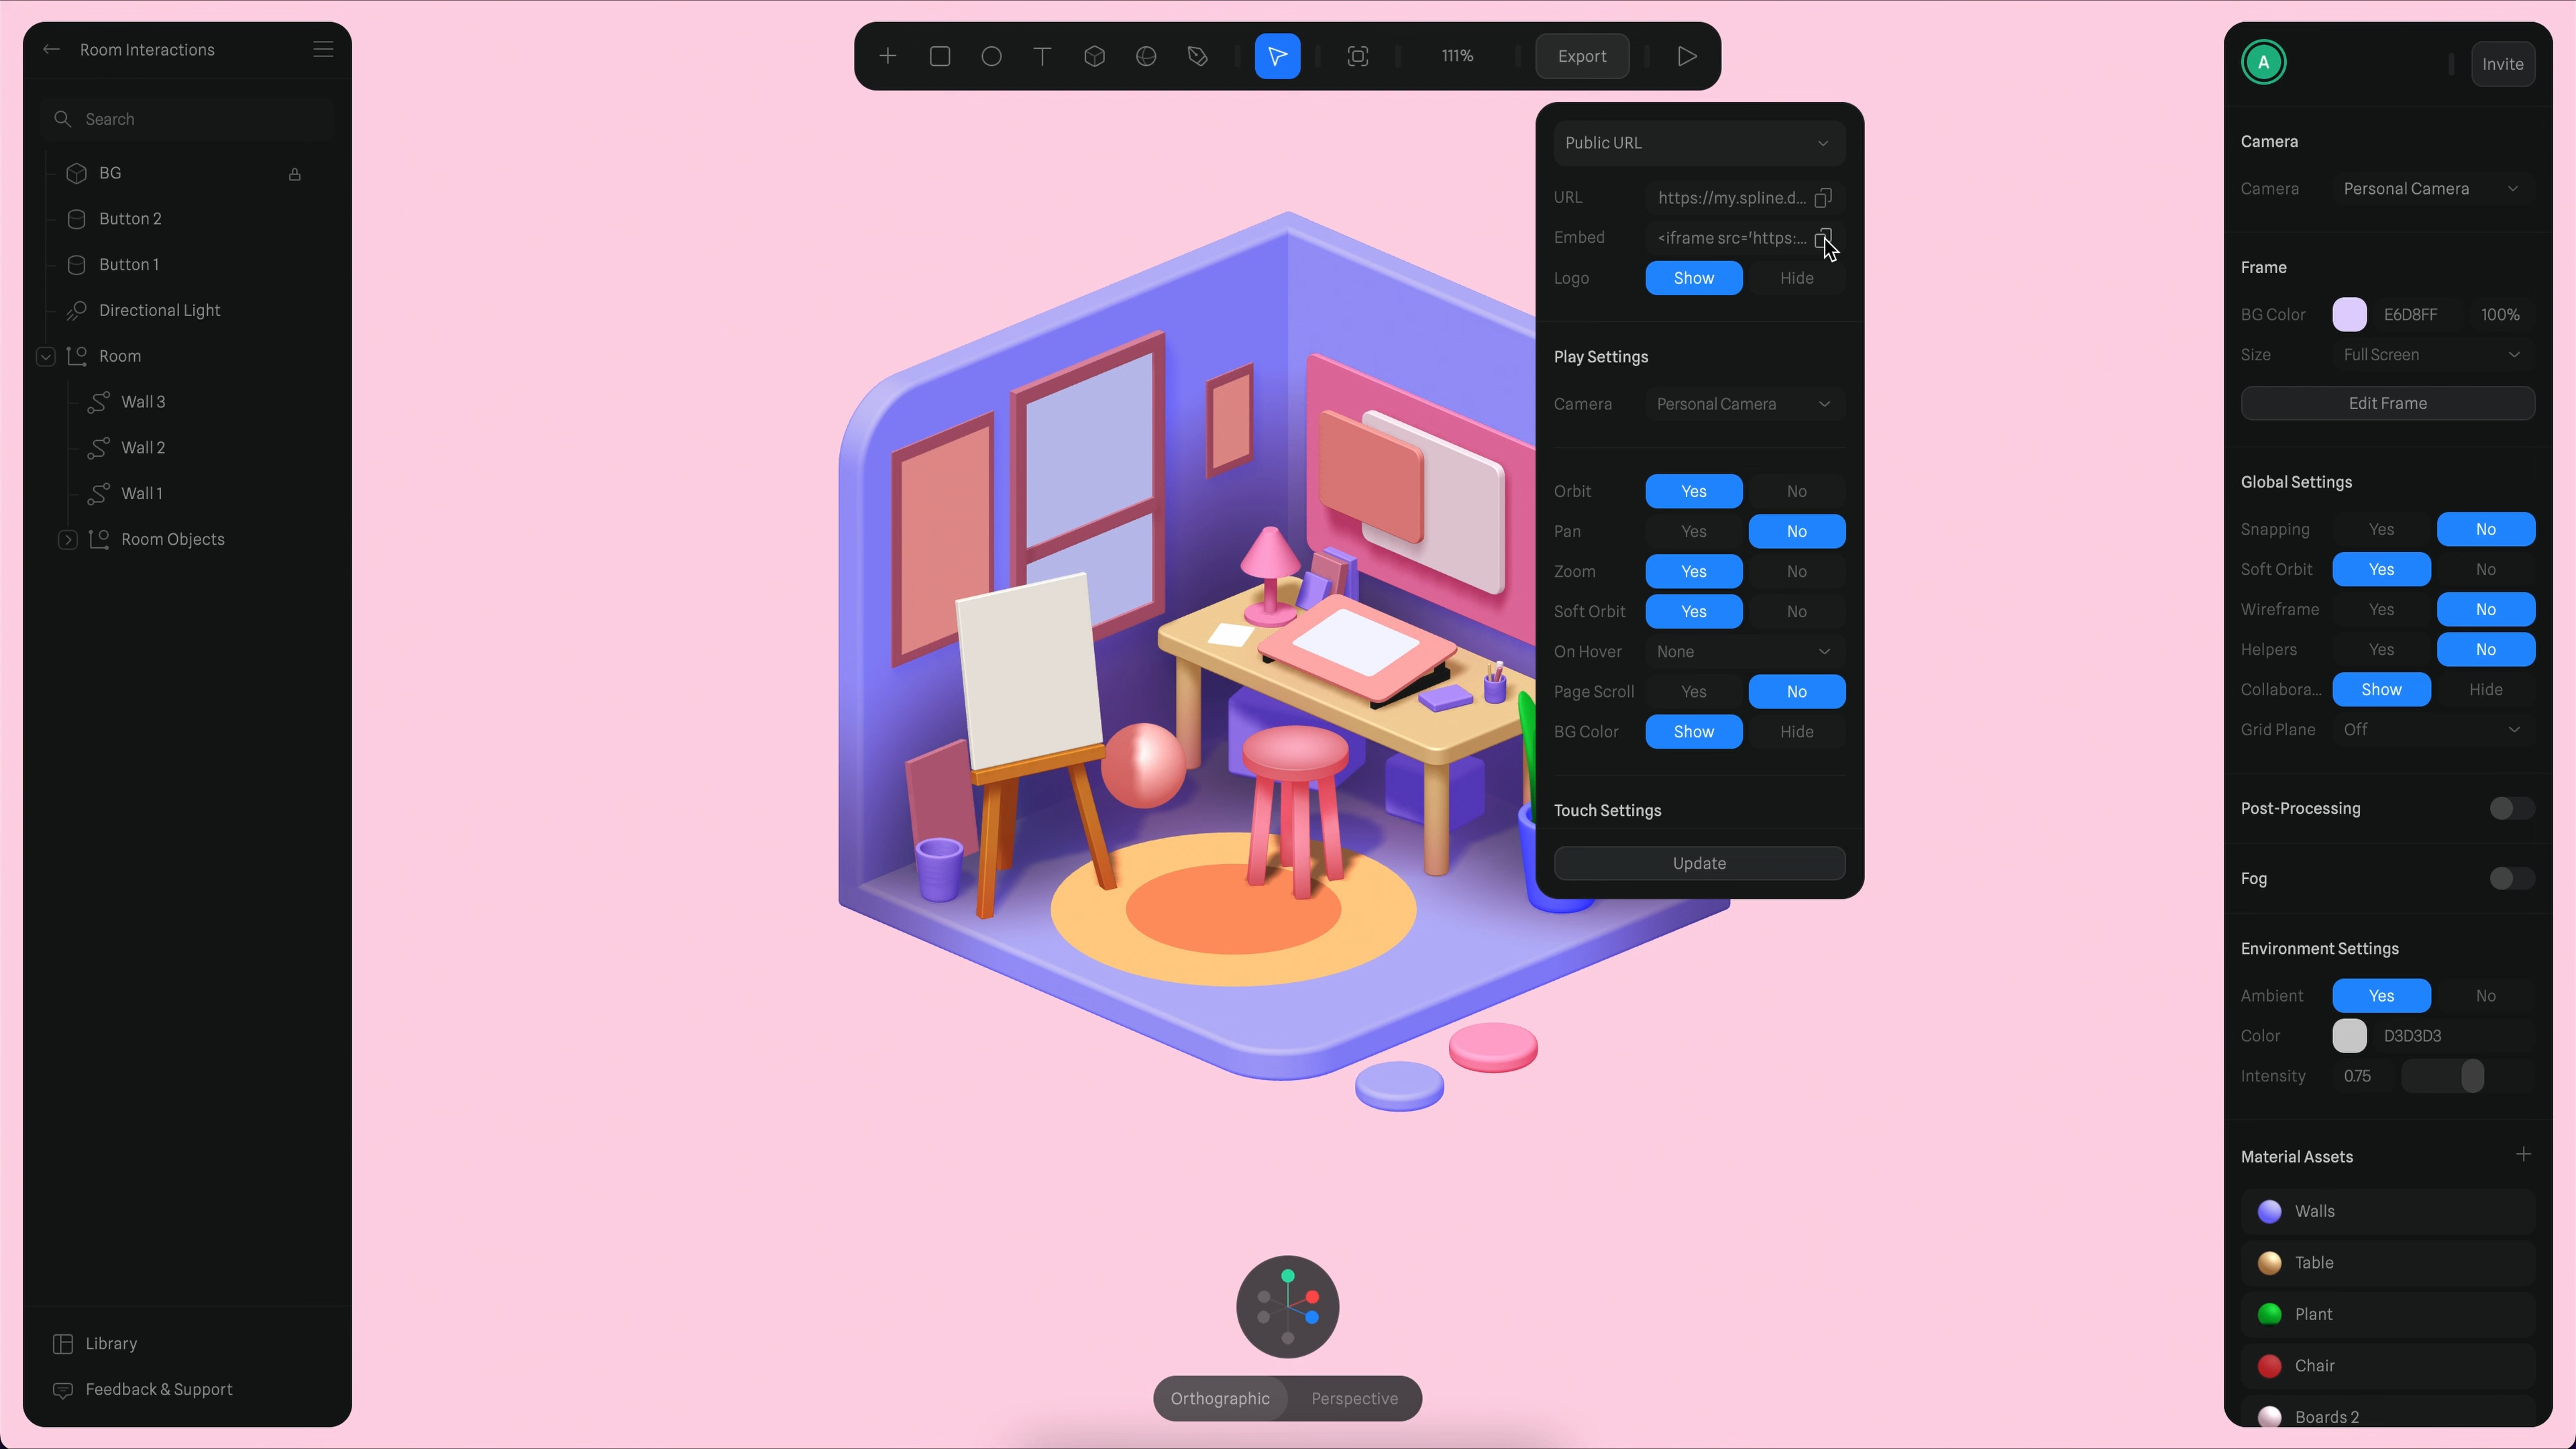 Room Interactions
Search
BG
Button 2
Button 1
Directional Light
Room
Wall 3
Wall 2
Wall 1
Room Objects
Library
Feedback & Support
111%
Export
Public URL
URL https://my.spline.d...
Embed <iframe src='https:...
Logo Show Hide
Play Settings
Camera Personal Camera
Orbit Yes No
Pan Yes No
Zoom Yes No
Soft Orbit Yes No
On Hover None
Page Scroll Yes No
BG Color Show Hide
Touch Settings
Update
Orthographic Perspective
A Invite
Camera
Camera Personal Camera
Frame
BG Color E6D8FF 100%
Size Full Screen
Edit Frame
Global Settings
Snapping Yes No
Soft Orbit Yes No
Wireframe Yes No
Helpers Yes No
Collabora... Show Hide
Grid Plane Off
Post-Processing
Fog
Environment Settings
Ambient Yes No
Color D3D3D3
Intensity 0.75
Material Assets
Walls
Table
Plant
Chair
Boards 2